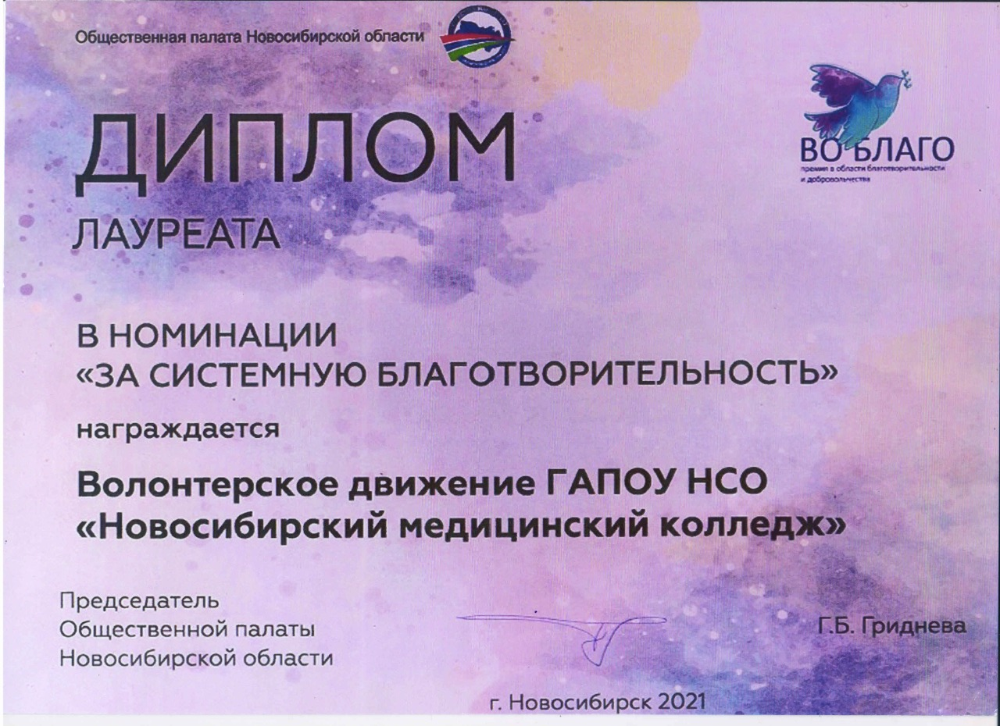 Общественная палата Новосибирской области
ВО БЛАГО
премия в области благотворительности
и добровольчества
ДИПЛОМ
ЛАУРЕАТА
В НОМИНАЦИИ
«ЗА СИСТЕМНУЮ БЛАГОТВОРИТЕЛЬНОСТЬ»
награждается
Волонтерское движение ГАПОУ НСО
«Новосибирский медицинский колледж»
Председатель
Общественной палаты
Новосибирской области
Г.Б. Гриднева
г. Новосибирск 2021